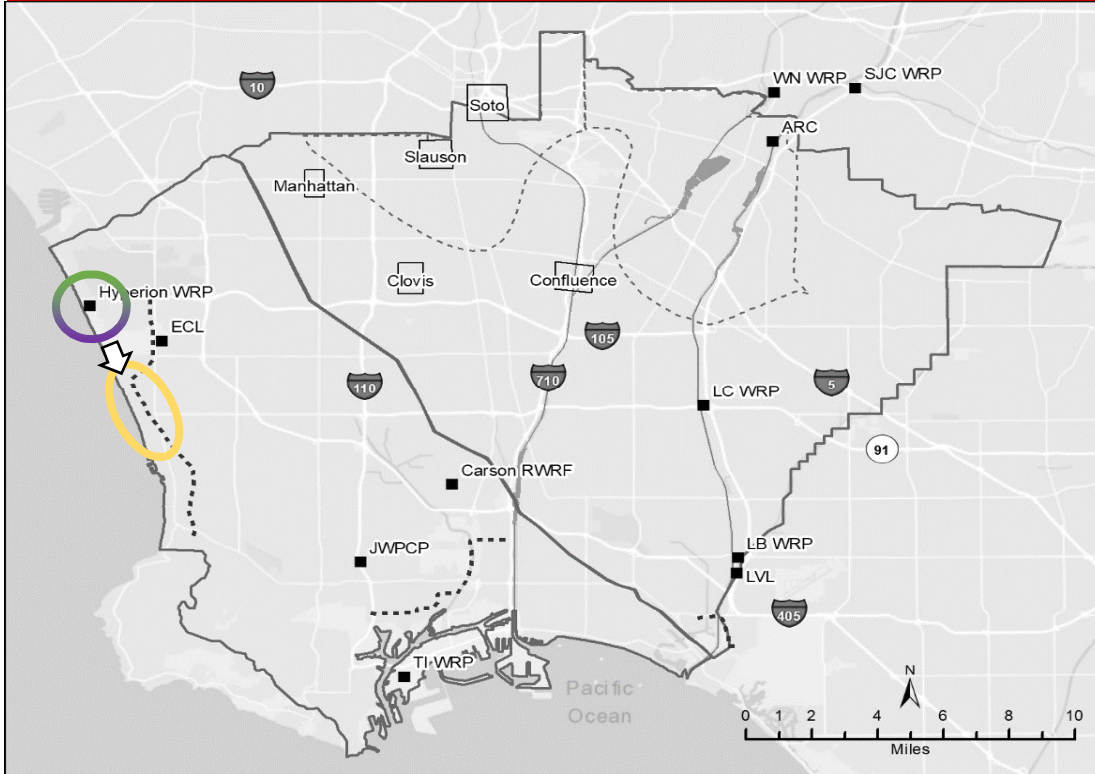 WN WRP
SJC WRP
10
Soto
ARC
Slauson
Manhattan
Clovis
Confluence
Hyperion WRP
ECL
105
710
110
5
LC WRP
91
Carson RWRF
JWPCP
LB WRP
LVL
405
TI WRP
Pacific
Ocean
N
0 1 2 4 6 8 10
Miles